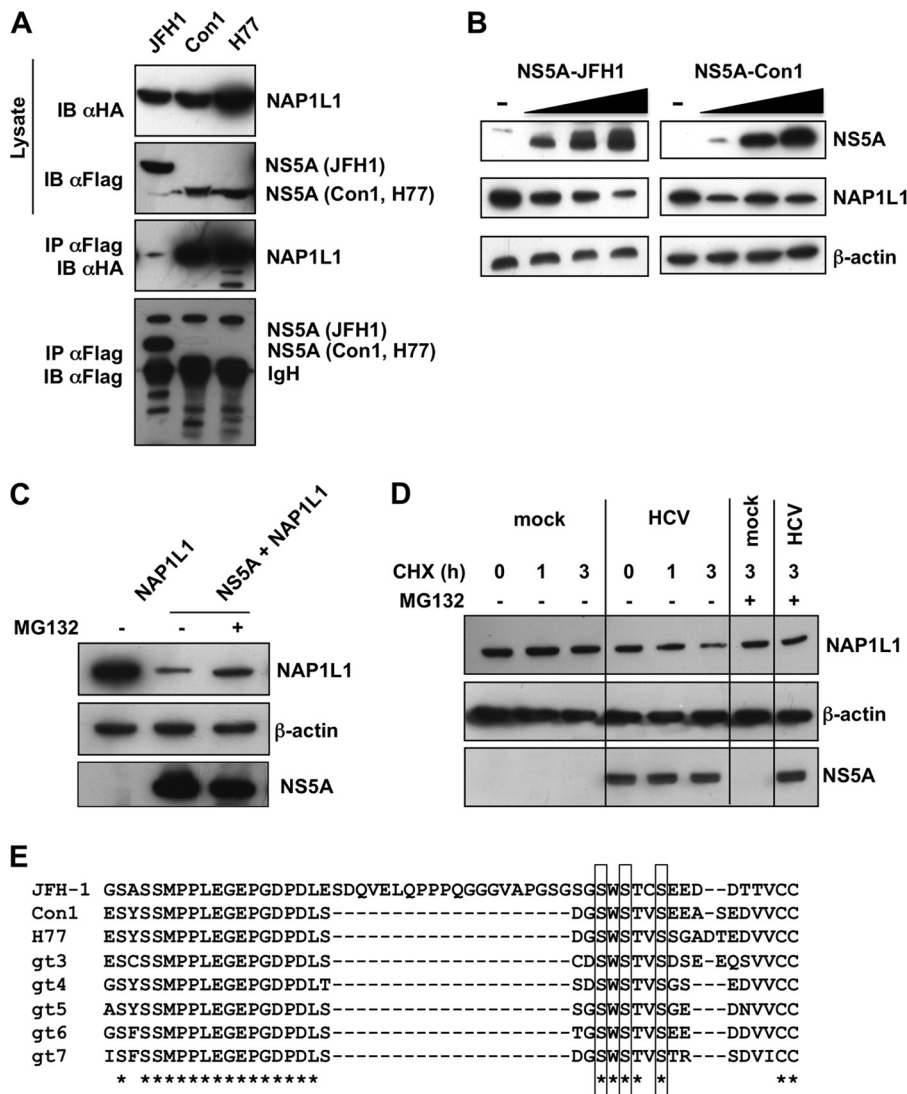 A
JFH1 Con1 H77
Lysate
IB αHA
NAP1L1
IB αFlag
NS5A (JFH1)
NS5A (Con1, H77)
IP αFlag
IB αHA
NAP1L1
IP αFlag
IB αFlag
NS5A (JFH1)
NS5A (Con1, H77)
IgH
B
NS5A-JFH1 NS5A-Con1
- -
NS5A
NAP1L1
β-actin
C
NAP1L1 NS5A + NAP1L1
MG132 - - +
NAP1L1
β-actin
NS5A
D
mock HCV mock HCV
CHX (h) 0 1 3 0 1 3 3 3
MG132 - - - - - - + +
NAP1L1
β-actin
NS5A
E
JFH-1 GSASSMPPLEGEPGDPDLESDQVELQPPPQGGGVAPGSGSGSWSTCSEED--DTTVCC
Con1 ESYSSMPPLEGEPGDPDLS--------------------DGSWSTVSEEA-SEDVVCC
H77 ESYSSMPPLEGEPGDPDLS--------------------DGSWSTVSSGADTEDVVCC
gt3 ESCSSMPPLEGEPGDPDLS--------------------CDSWSTVSDSE-EQSVVCC
gt4 GSYSSMPPLEGEPGDPDLT--------------------SDSWSTVSGS---EDVVCC
gt5 ASYSSMPPLEGEPGDPDLS--------------------SGSWSTVSGE--DNVVCC
gt6 GSFSSMPPLEGEPGDPDLS--------------------TGSWSTVSEE--DDVVCC
gt7 ISFSSMPPLEGEPGDPDLS--------------------DGSWSTVSTR---SDVICC
* *************** **** * **